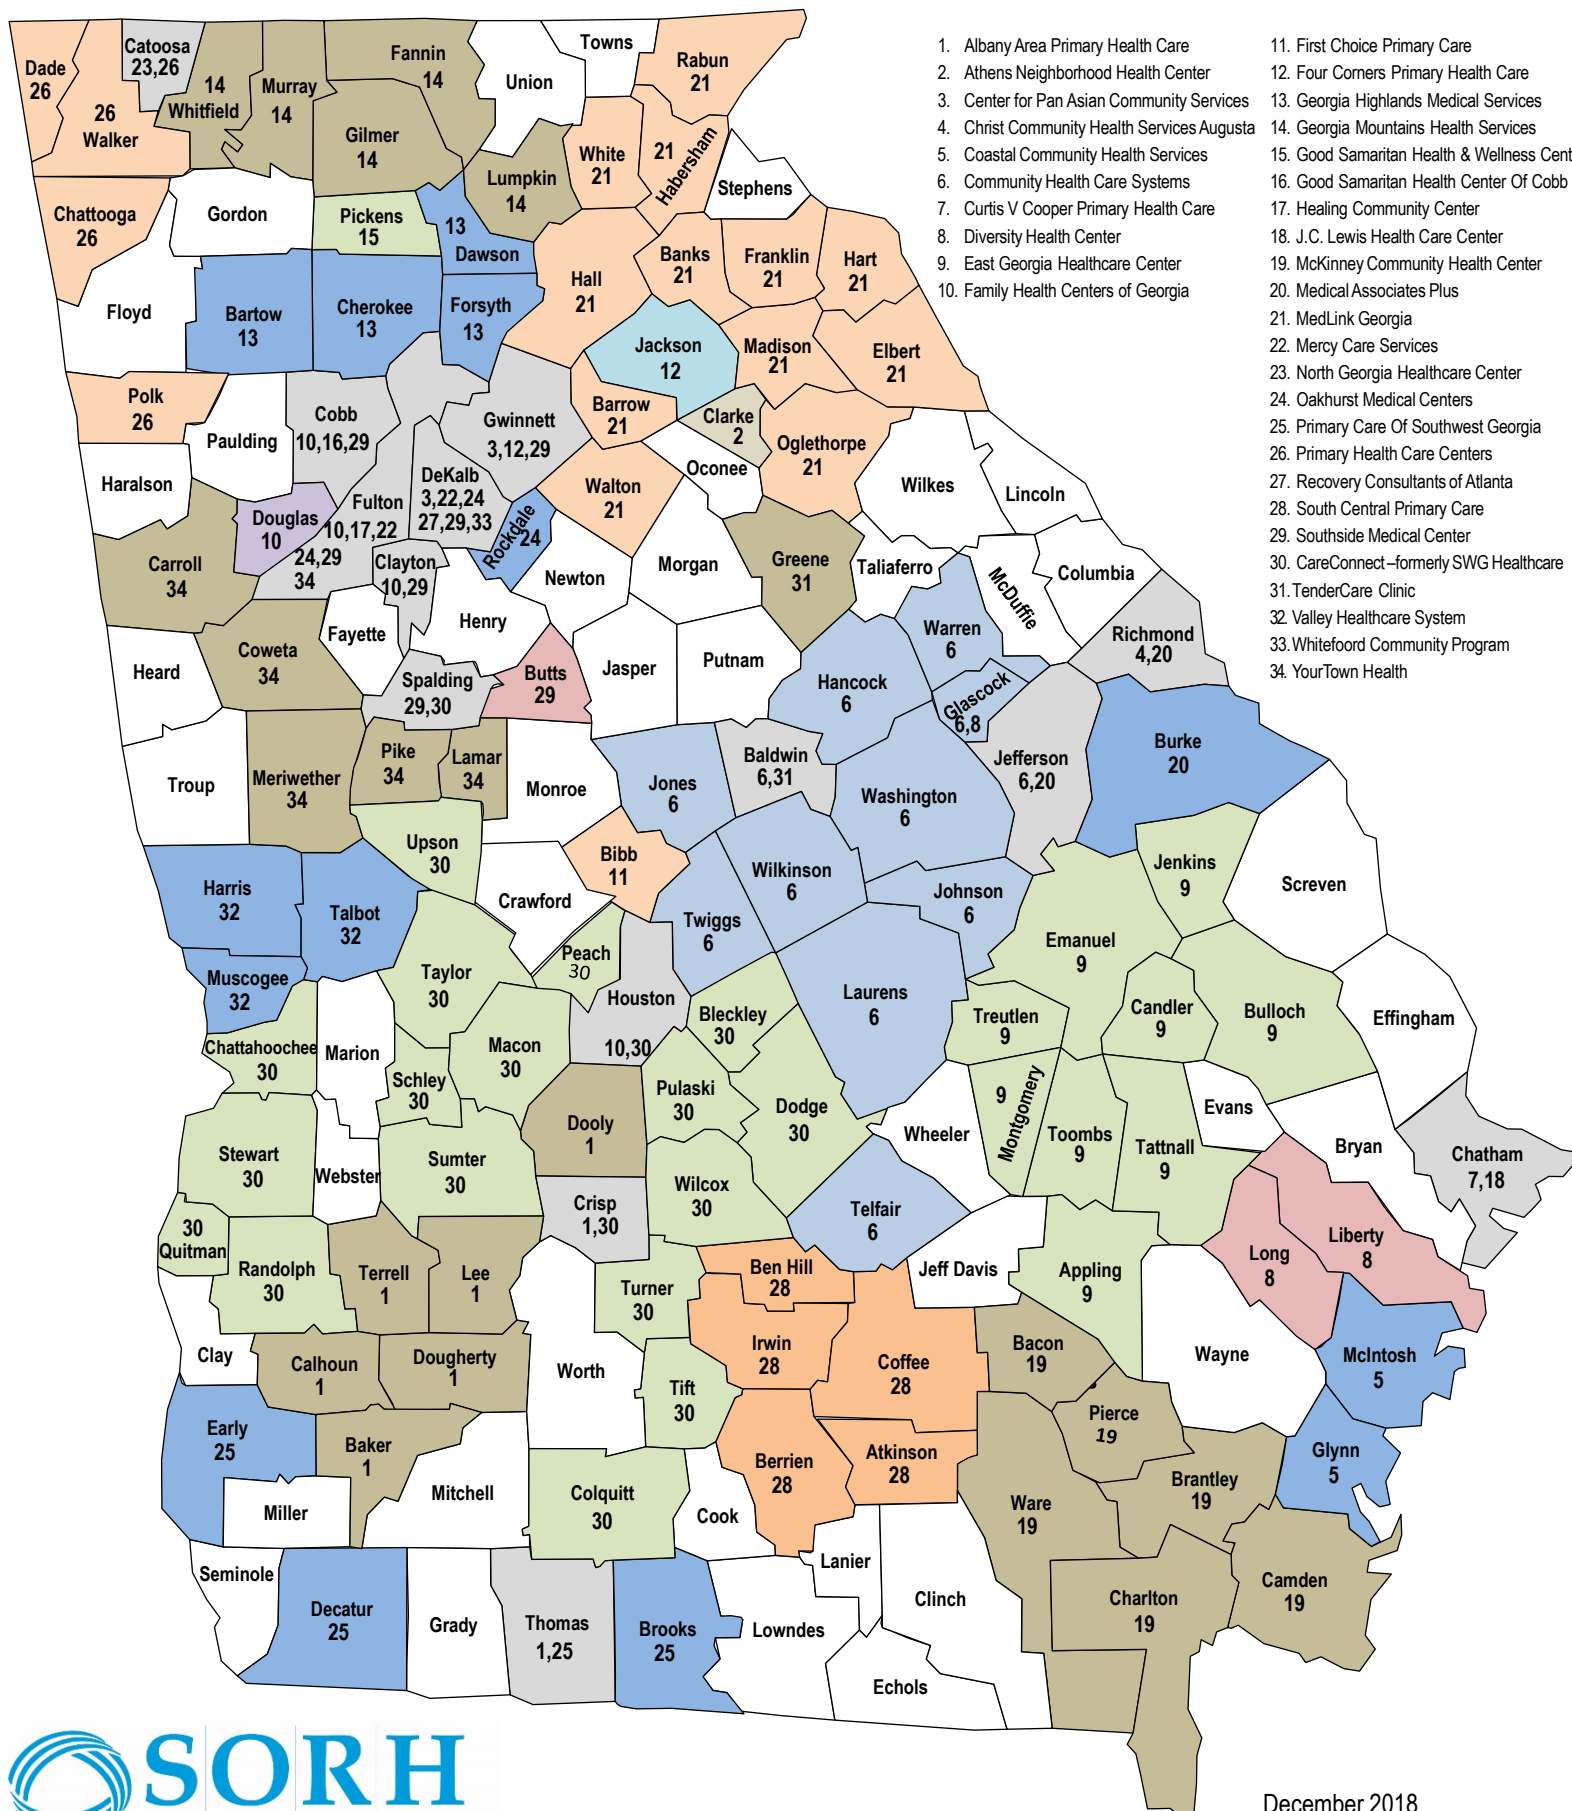 Dade
26
26
Walker
Catoosa
23,26
14
Whitfield
Murray
14
Fannin
14
Gilmer
14
Union
Towns
Rabun
21
White
21
21
Habersham
Stephens
Lumpkin
14
Chattooga
26
Gordon
Pickens
15
13
Dawson
Floyd
Bartow
13
Cherokee
13
Forsyth
13
Hall
21
Banks
21
Franklin
21
Hart
21
Jackson
12
Madison
21
Elbert
21
Polk
26
Paulding
Cobb
10,16,29
Gwinnett
3,12,29
Barrow
21
Clarke
2
Oconee
Oglethorpe
21
Wilkes
Lincoln
Haralson
Douglas
10
Fulton
10,17,22
24,29
34
DeKalb
3,22,24
27,29,33
Rockdale
24
Walton
21
Carroll
34
Clayton
10,29
Newton
Morgan
Greene
31
Taliaferro
McDuffie
Columbia
Coweta
34
Fayette
Henry
Heard
Spalding
29,30
Butts
29
Jasper
Putnam
Hancock
6
Warren
6
Glascock
6,8
Richmond
4,20
Troup
Meriwether
34
Pike
34
Lamar
34
Monroe
Jones
6
Baldwin
6,31
Washington
6
Jefferson
6,20
Burke
20
Upson
30
Bibb
11
Harris
32
Talbot
32
Crawford
Twiggs
6
Wilkinson
6
Johnson
6
Jenkins
9
Screven
Muscogee
32
Taylor
30
Peach
30
Houston
10,30
Bleckley
30
Laurens
6
Emanuel
9
Treutlen
9
Candler
9
Bulloch
9
Effingham
Chattahoochee
30
Marion
Schley
30
Macon
30
Dooly
1
Pulaski
30
Dodge
30
Wheeler
9
Montgomery
Toombs
9
Tattnall
9
Evans
Bryan
Chatham
7,18
Stewart
30
Webster
Sumter
30
Crisp
1,30
Wilcox
30
Telfair
6
30
Quitman
Randolph
30
Terrell
1
Lee
1
Turner
30
Ben Hill
28
Jeff Davis
Appling
9
Long
8
Liberty
8
Clay
Calhoun
1
Dougherty
1
Worth
Tift
30
Irwin
28
Coffee
28
Bacon
19
Wayne
McIntosh
5
Early
25
Baker
1
Miller
Mitchell
Colquitt
30
Cook
Berrien
28
Atkinson
28
Pierce
19
Ware
19
Brantley
19
Glynn
5
Seminole
Decatur
25
Grady
Thomas
1,25
Brooks
25
Lowndes
Lanier
Clinch
Echols
Charlton
19
Camden
19
1. Albany Area Primary Health Care
2. Athens Neighborhood Health Center
3. Center for Pan Asian Community Services
4. Christ Community Health Services Augusta
5. Coastal Community Health Services
6. Community Health Care Systems
7. Curtis V Cooper Primary Health Care
8. Diversity Health Center
9. East Georgia Healthcare Center
10. Family Health Centers of Georgia
11. First Choice Primary Care
12. Four Corners Primary Health Care
13. Georgia Highlands Medical Services
14. Georgia Mountains Health Services
15. Good Samaritan Health & Wellness Cent
16. Good Samaritan Health Center Of Cobb
17. Healing Community Center
18. J.C. Lewis Health Care Center
19. McKinney Community Health Center
20. Medical Associates Plus
21. MedLink Georgia
22. Mercy Care Services
23. North Georgia Healthcare Center
24. Oakhurst Medical Centers
25. Primary Care Of Southwest Georgia
26. Primary Health Care Centers
27. Recovery Consultants of Atlanta
28. South Central Primary Care
29. Southside Medical Center
30. CareConnect–formerly SWG Healthcare
31. TenderCare Clinic
32. Valley Healthcare System
33. Whitefoord Community Program
34. YourTown Health
SORH
December 2018